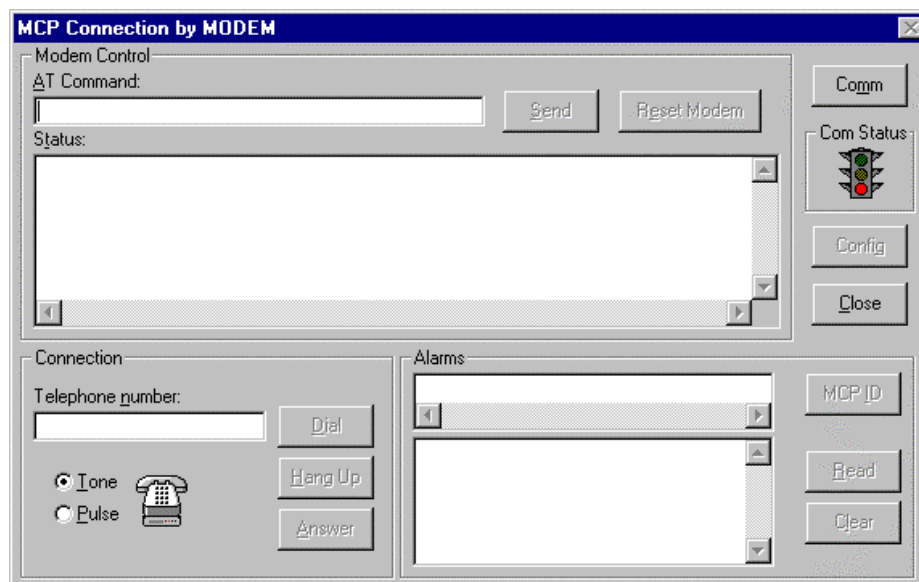 MCP Connection by MODEM
Modem Control
AT Command:
Send
Reset Modem
Comm
Status:
Com Status
Config
Close
Connection
Telephone number:
Dial
Tone
Hang Up
Pulse
Answer
Alarms
MCP ID
Read
Clear